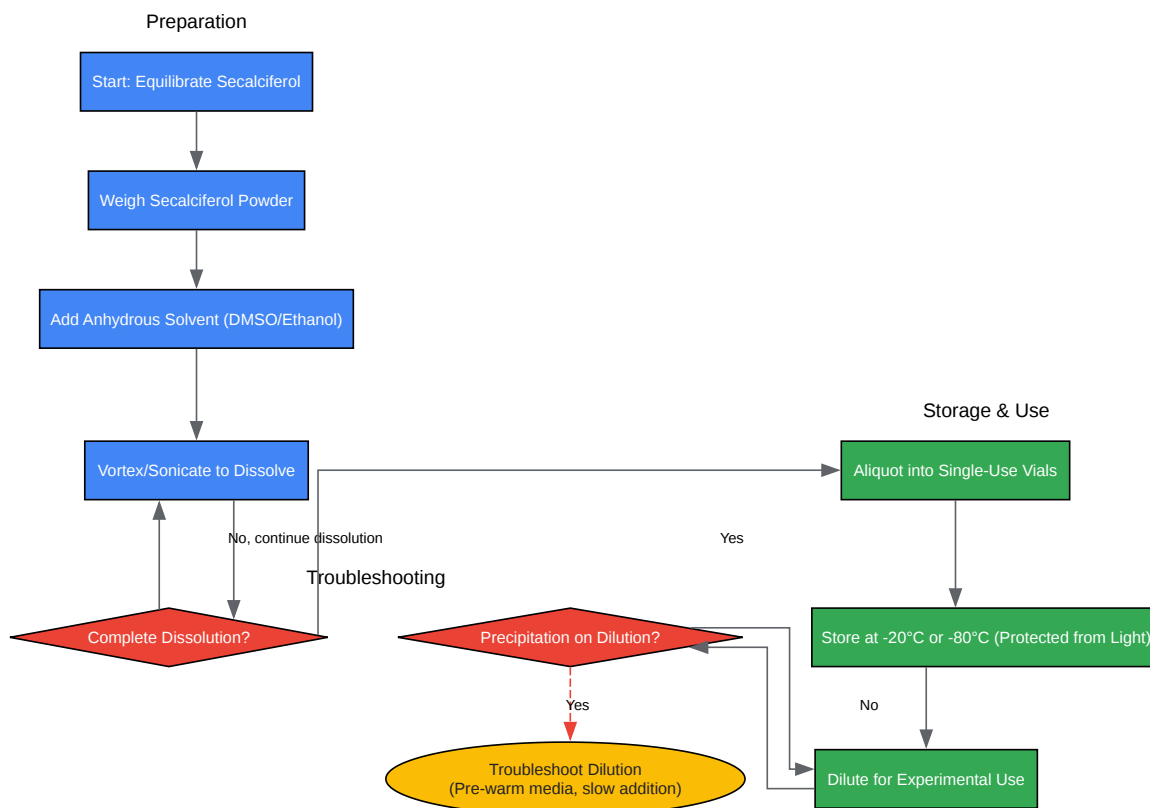 Preparation
Start: Equilibrate Secalciferol
Weigh Secalciferol Powder
Add Anhydrous Solvent (DMSO/Ethanol)
Storage & Use
Vortex/Sonicate to Dissolve
Aliquot into Single-Use Vials
No, continue dissolution
Yes
Troubleshooting
Complete Dissolution?
Precipitation on Dilution?
Store at -20°C or -80°C (Protected from Light)
Yes
No
Troubleshoot Dilution
(Pre-warm media, slow addition)
Dilute for Experimental Use